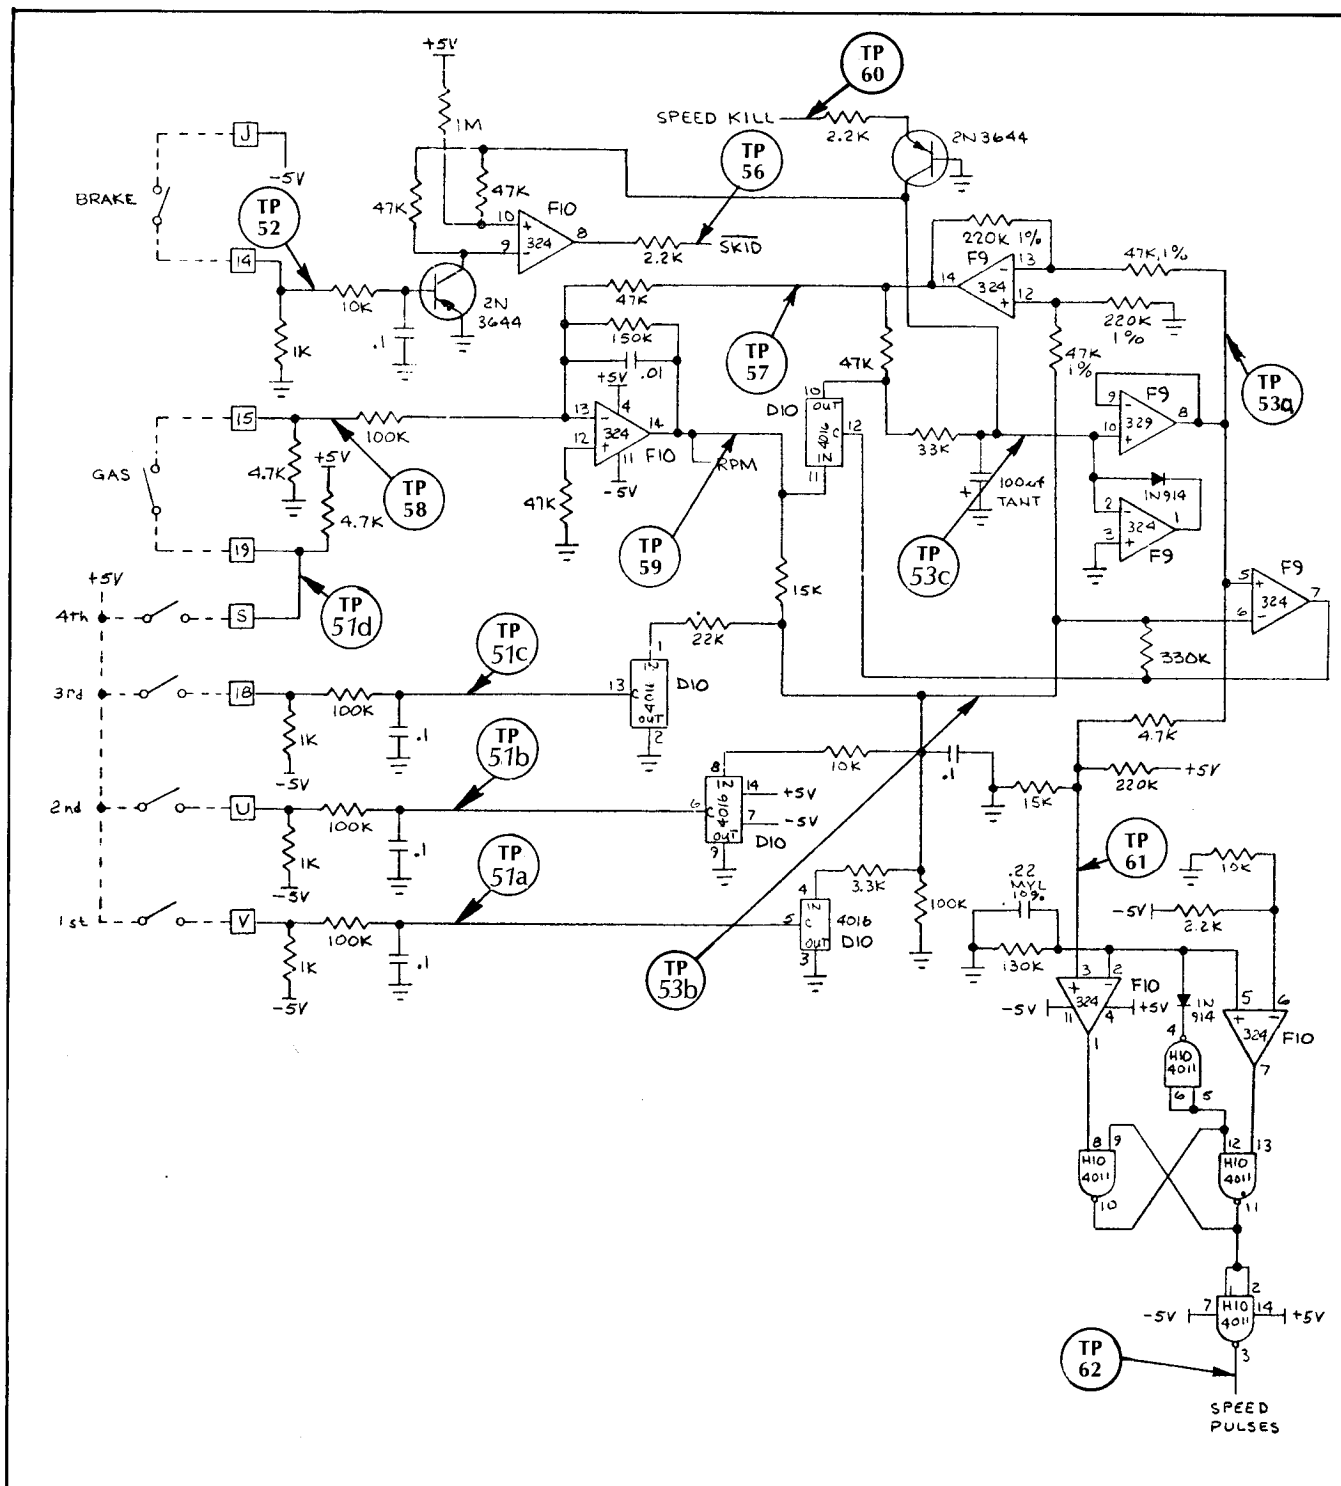 +5V
TP 60
SPEED KILL
2.2K
2N3644
1M
J
-5V
TP 56
BRAKE
47K
47K
TP 52
10
+
F10
324
8
9
-
SKID
2.2K
220K 1%
F9
13
-
47K, 1%
14
324
12
+
220K 1%
14
10K
2N 3644
.1
1K
47K
150K
.01
TP 57
47K
47K 1%
TP 53a
15
100K
+5V
13
-
4
324
14
12
+
11
F10
-5V
RPM
10
OUT
D10
4016
C
12
IN
11
33K
9
-
F9
8
329
10
+
GAS
4.7K
+5V
TP 58
4.7K
47K
TP 59
+
100uf TANT
1N914
2
-
324
1
3
+
F9
TP 53c
19
+5V
4th
S
TP 51d
15K
F9
5
+
324
7
6
-
330K
22K
1
IN
TP 51c
3rd
18
100K
13
C
4016
D10
OUT
2
1K
.1
-5V
4.7K
TP 51b
10K
.1
220K
+5V
15K
2nd
U
100K
8
IN
14
+5V
6
C
4016
7
-5V
OUT
D10
9
1K
.1
-5V
TP 51a
TP 61
3.3K
100K
.22 MYL 10%
10K
-5V
2.2K
1st
V
100K
4
IN
5
C
4016
OUT
D10
3
1K
.1
-5V
TP 53b
130K
3
+
2
-
F10
324
-5V
11
4
+5V
1
1N 914
5
+
6
-
324
F10
7
4
H10 4011
6
5
8
9
H10 4011
10
12
13
H10 4011
11
1
2
7
H10
14
-5V
4011
+5V
3
TP 62
SPEED PULSES